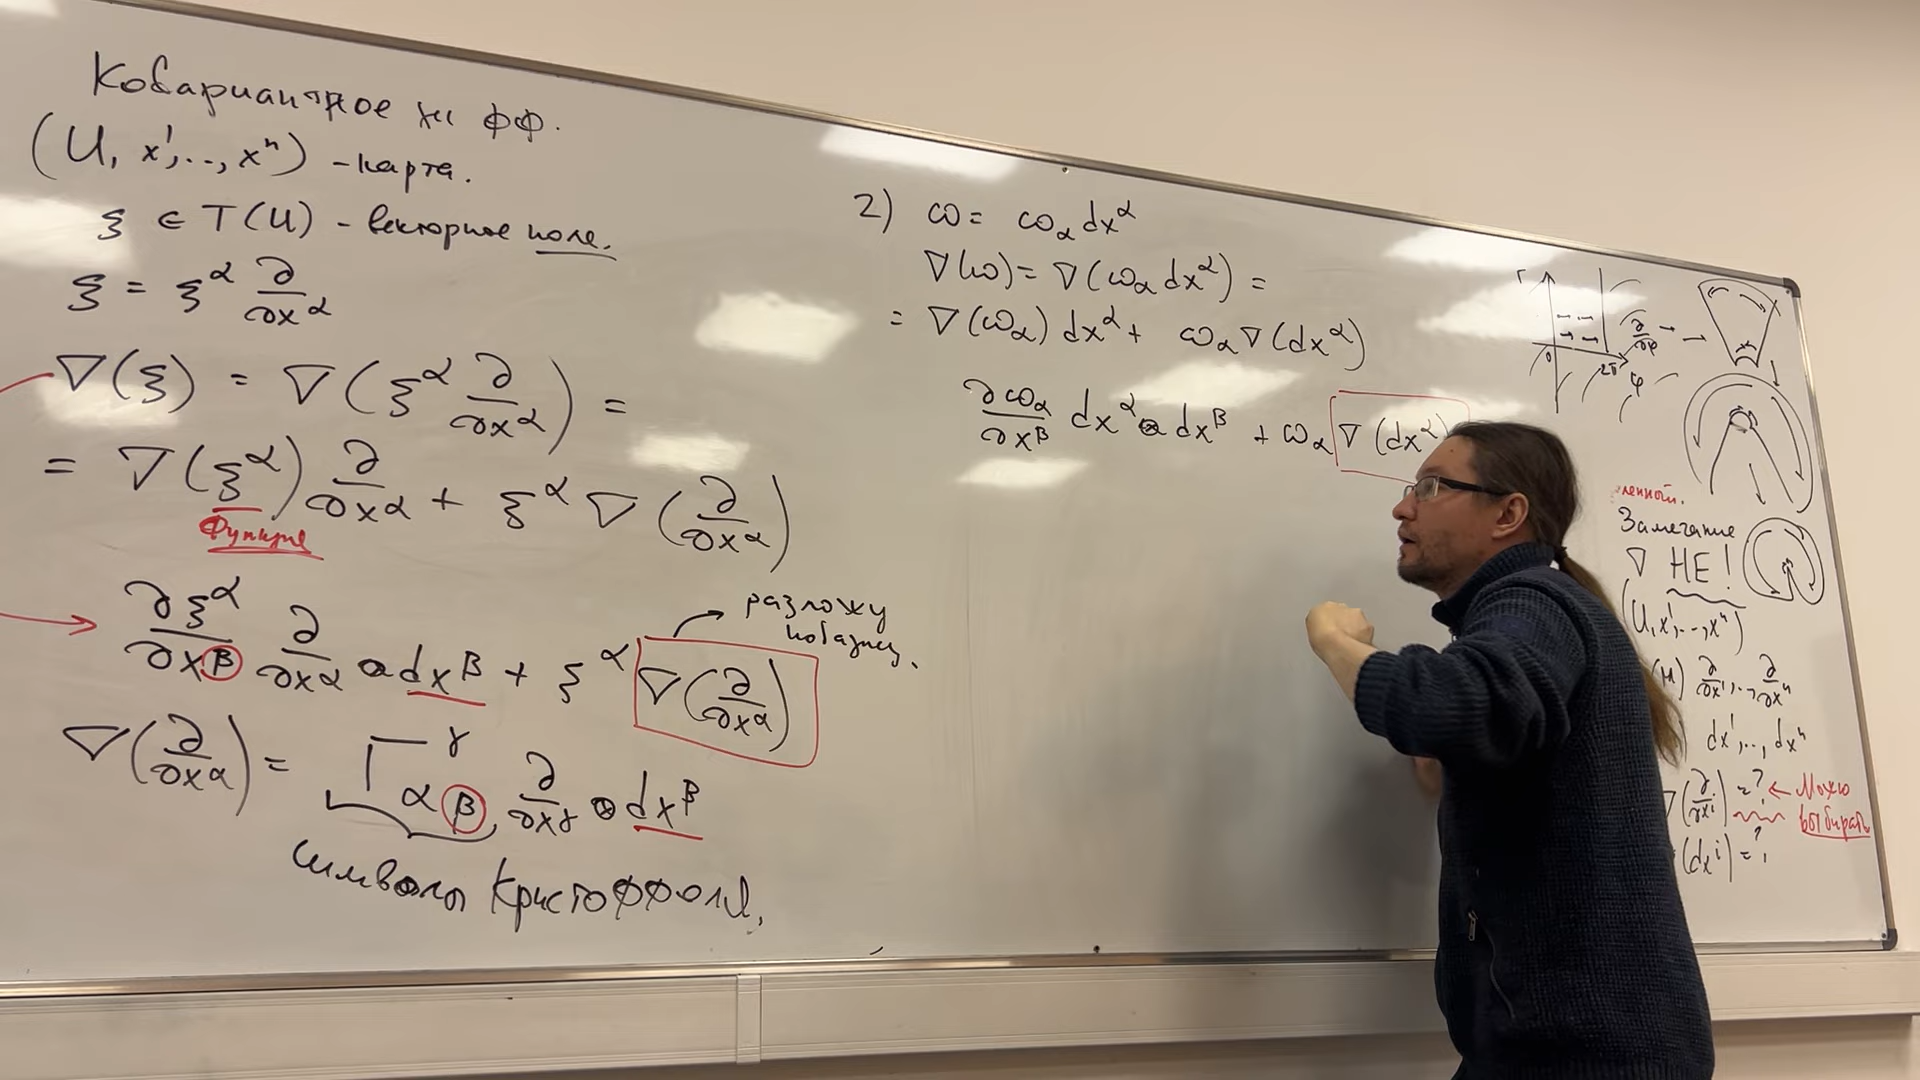 Ковариантное дифф.
(U, x¹,.., xⁿ) - карта.
ξ ∈ T(U) - векторное поле.
ξ = ξ^α ∂/∂x^α
∇(ξ) = ∇(ξ^α ∂/∂x^α) =
= ∇(ξ^α) ∂/∂x^α + ξ^α ∇(∂/∂x^α)
Функция
∂ξ^α/∂x^β ∂/∂x^α ⊗ dx^β + ξ^α ∇(∂/∂x^α)
разложу
по базису.
∇(∂/∂x^α) = Γ^γ_αβ ∂/∂x^γ ⊗ dx^β
символы Кристоффеля.
2) ω = ω_α dx^α
∇(ω) = ∇(ω_α dx^α) =
= ∇(ω_α) dx^α + ω_α ∇(dx^α)
∂ω_α/∂x^β dx^α ⊗ dx^β + ω_α ∇(dx^α)
r
0 2π φ
∂/∂φ
Замечание
∇ НЕ!
(U, x¹,.., xⁿ)
∂/∂x¹,.., ∂/∂xⁿ
dx¹,.., dxⁿ
(∂/∂xⁱ) = ? ← Можно
выбирать
(dxⁱ) = ?